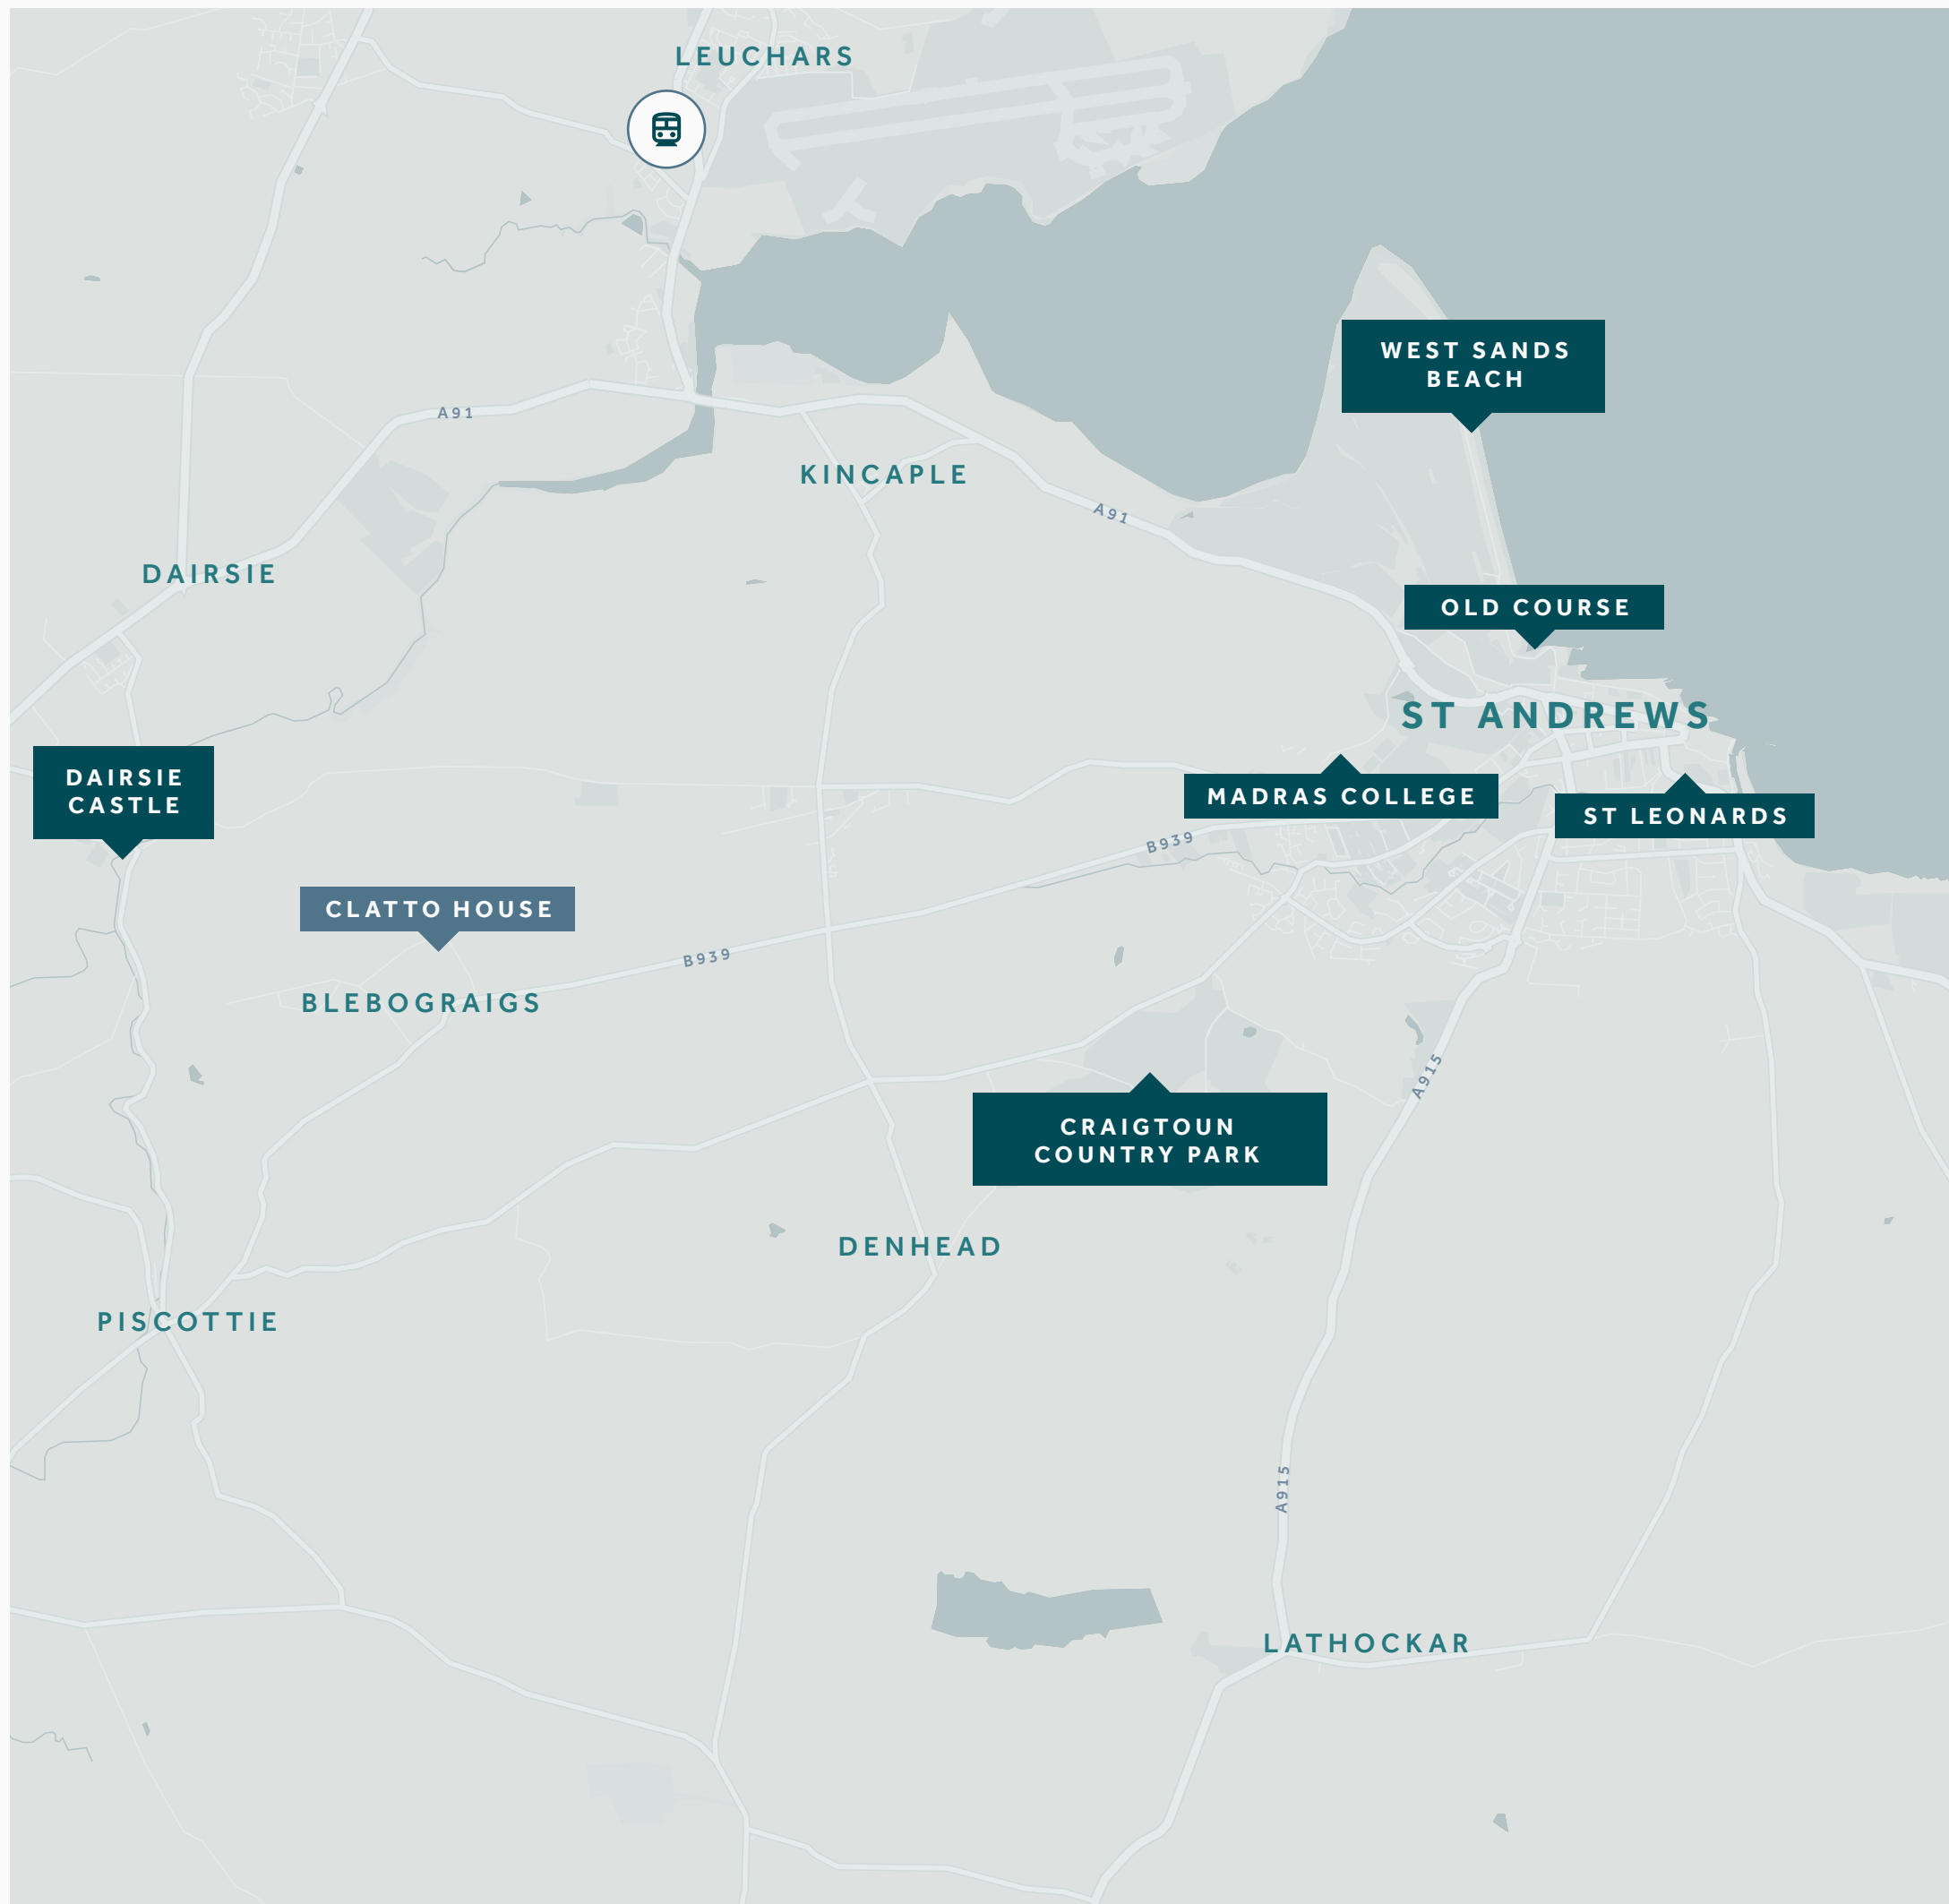 LEUCHARS
WEST SANDS
BEACH
A91
KINCAPLE
A91
DAIRSIE
OLD COURSE
ST ANDREWS
DAIRSIE
CASTLE
MADRAS COLLEGE
ST LEONARDS
B939
CLATTO HOUSE
B939
BLEBOGRAIGS
A915
CRAIGTOUN
COUNTRY PARK
DENHEAD
PISCOTTIE
A915
LATHOCKAR